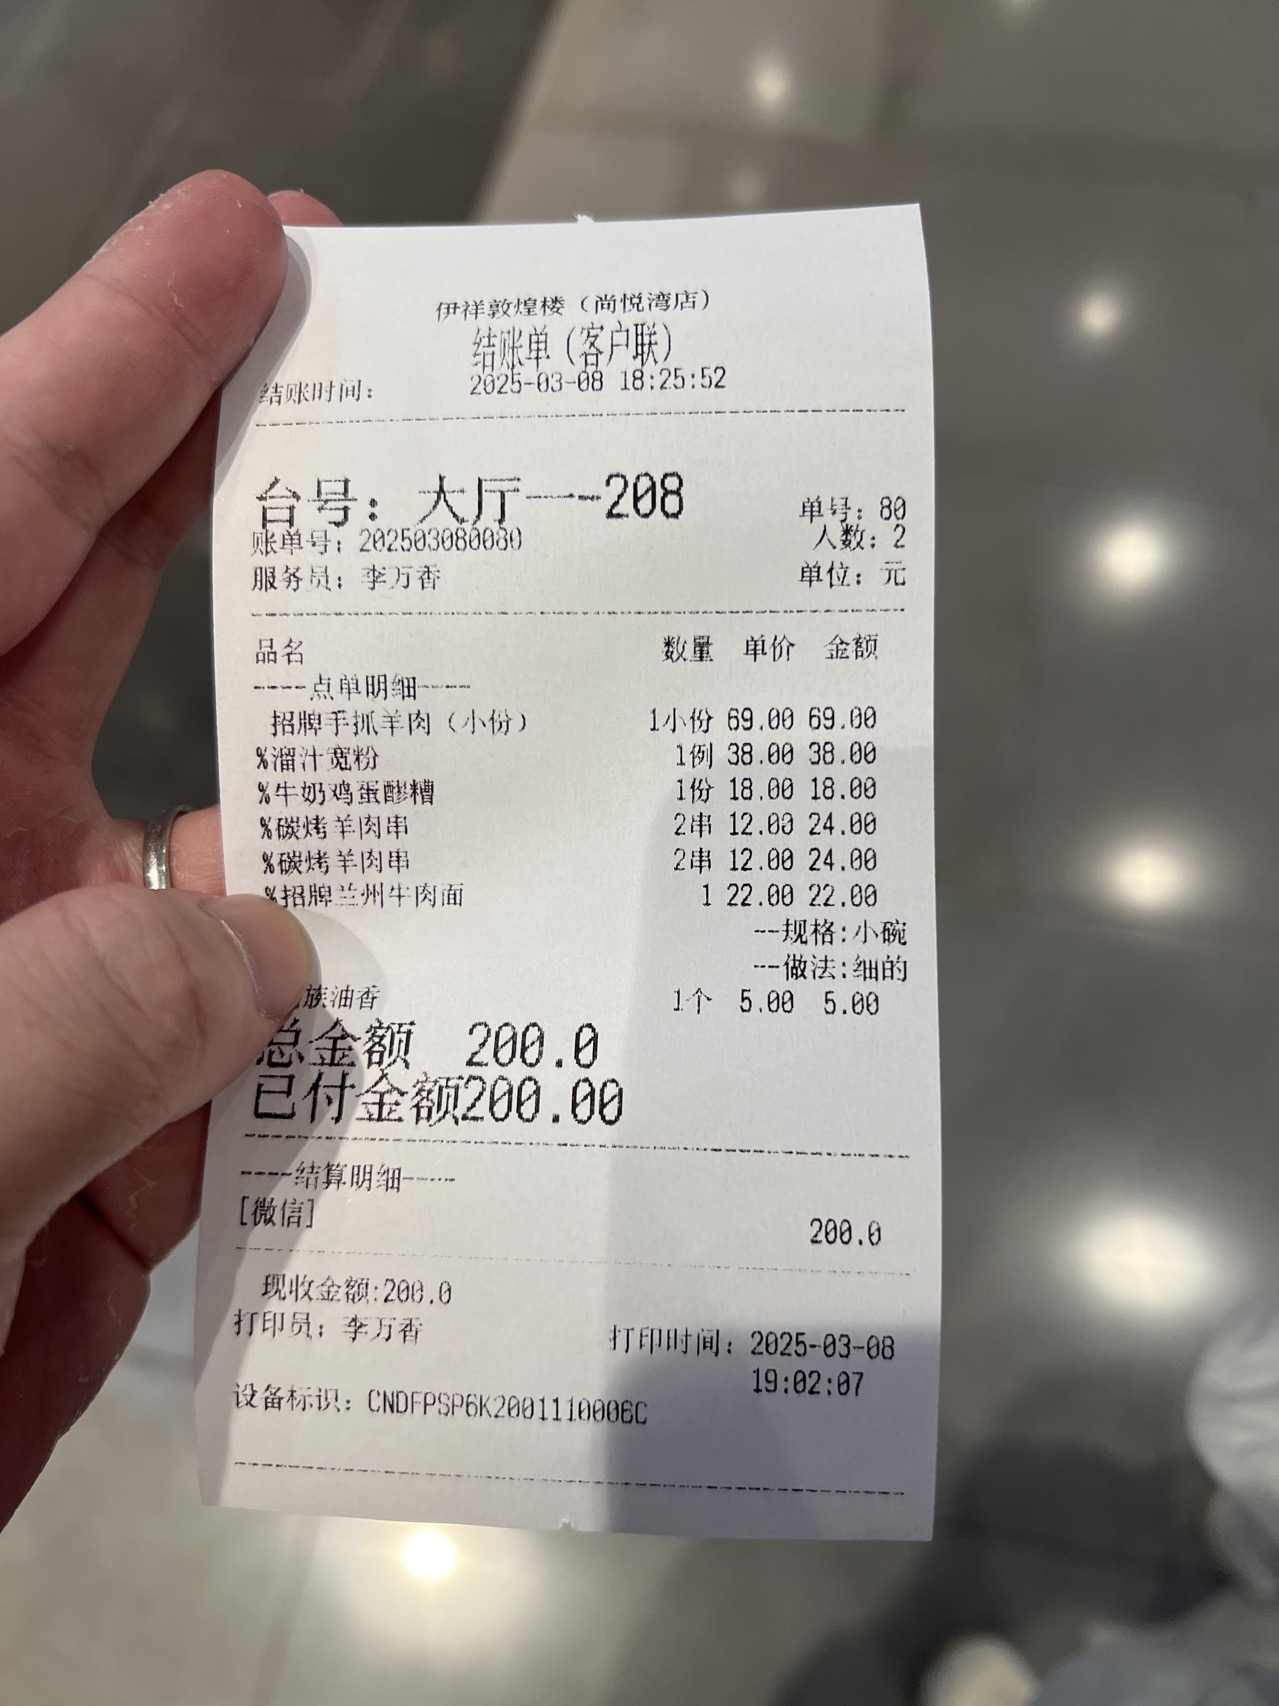 伊祥敦煌楼（尚悦湾店）
结账单（客户联）
结账时间： 2025-03-08 18:25:52
台号：大厅一--208
单号：80
账单号：202503080080
人数：2
服务员：李万香
单位：元
品名 数量 单价 金额
----点单明细----
招牌手抓羊肉（小份） 1小份 69.00 69.00
%溜汁宽粉 1例 38.00 38.00
%牛奶鸡蛋醪糟 1份 18.00 18.00
%碳烤羊肉串 2串 12.00 24.00
%碳烤羊肉串 2串 12.00 24.00
%招牌兰州牛肉面 1 22.00 22.00
--规格:小碗
--做法:细的
族油香 1个 5.00 5.00
总金额 200.0
已付金额200.00
----结算明细----
[微信]
200.0
现收金额:200.0
打印员：李万香
打印时间：2025-03-08
19:02:07
设备标识：CNDFPSP6K2001110006C